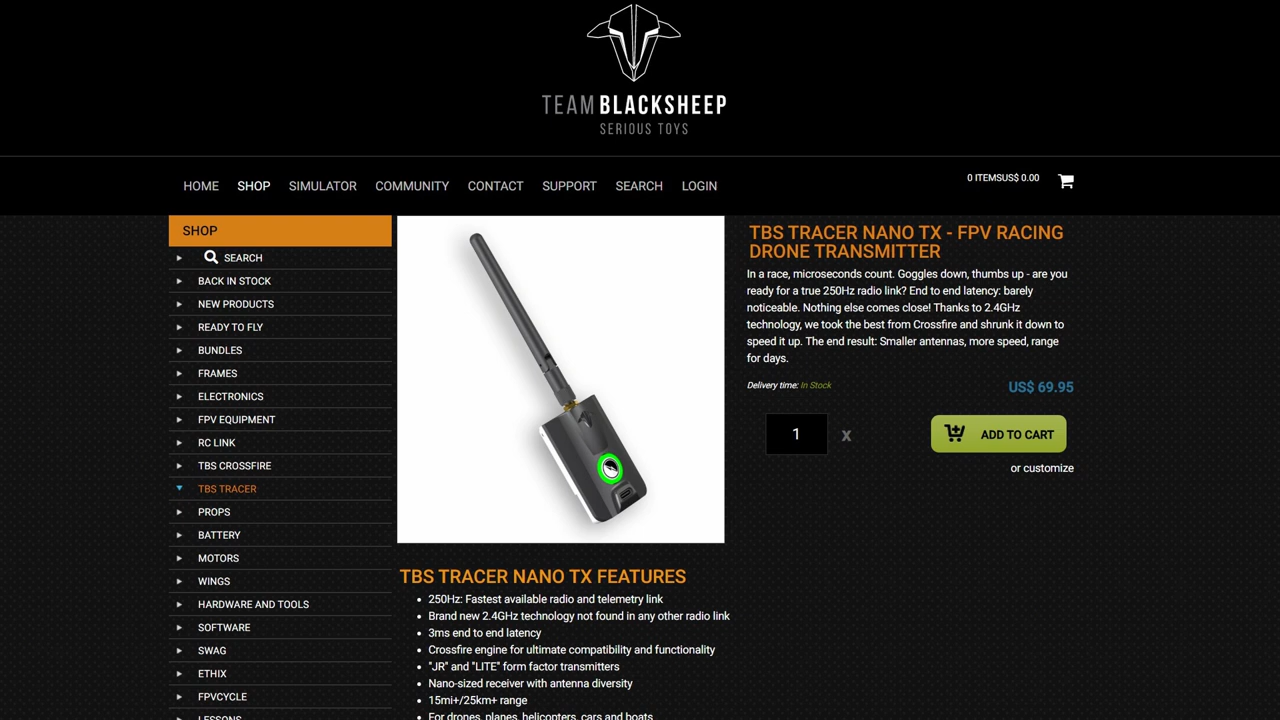 TEAM BLACKSHEEP
SERIOUS TOYS
HOME SHOP SIMULATOR COMMUNITY CONTACT SUPPORT SEARCH LOGIN
0 ITEMSUS$ 0.00
SHOP
SEARCH
BACK IN STOCK
NEW PRODUCTS
READY TO FLY
BUNDLES
FRAMES
ELECTRONICS
FPV EQUIPMENT
RC LINK
TBS CROSSFIRE
TBS TRACER
PROPS
BATTERY
MOTORS
WINGS
HARDWARE AND TOOLS
SOFTWARE
SWAG
ETHIX
FPVCYCLE
LESSONS
TBS TRACER NANO TX - FPV RACING
DRONE TRANSMITTER
In a race, microseconds count. Goggles down, thumbs up - are you
ready for a true 250Hz radio link? End to end latency: barely
noticeable. Nothing else comes close! Thanks to 2.4GHz
technology, we took the best from Crossfire and shrunk it down to
speed it up. The end result: Smaller antennas, more speed, range
for days.
Delivery time: In Stock
US$ 69.95
1 x
ADD TO CART
or customize
TBS TRACER NANO TX FEATURES
• 250Hz: Fastest available radio and telemetry link
• Brand new 2.4GHz technology not found in any other radio link
• 3ms end to end latency
• Crossfire engine for ultimate compatibility and functionality
• "JR" and "LITE" form factor transmitters
• Nano-sized receiver with antenna diversity
• 15mi+/25km+ range
• For drones, planes, helicopters, cars and boats